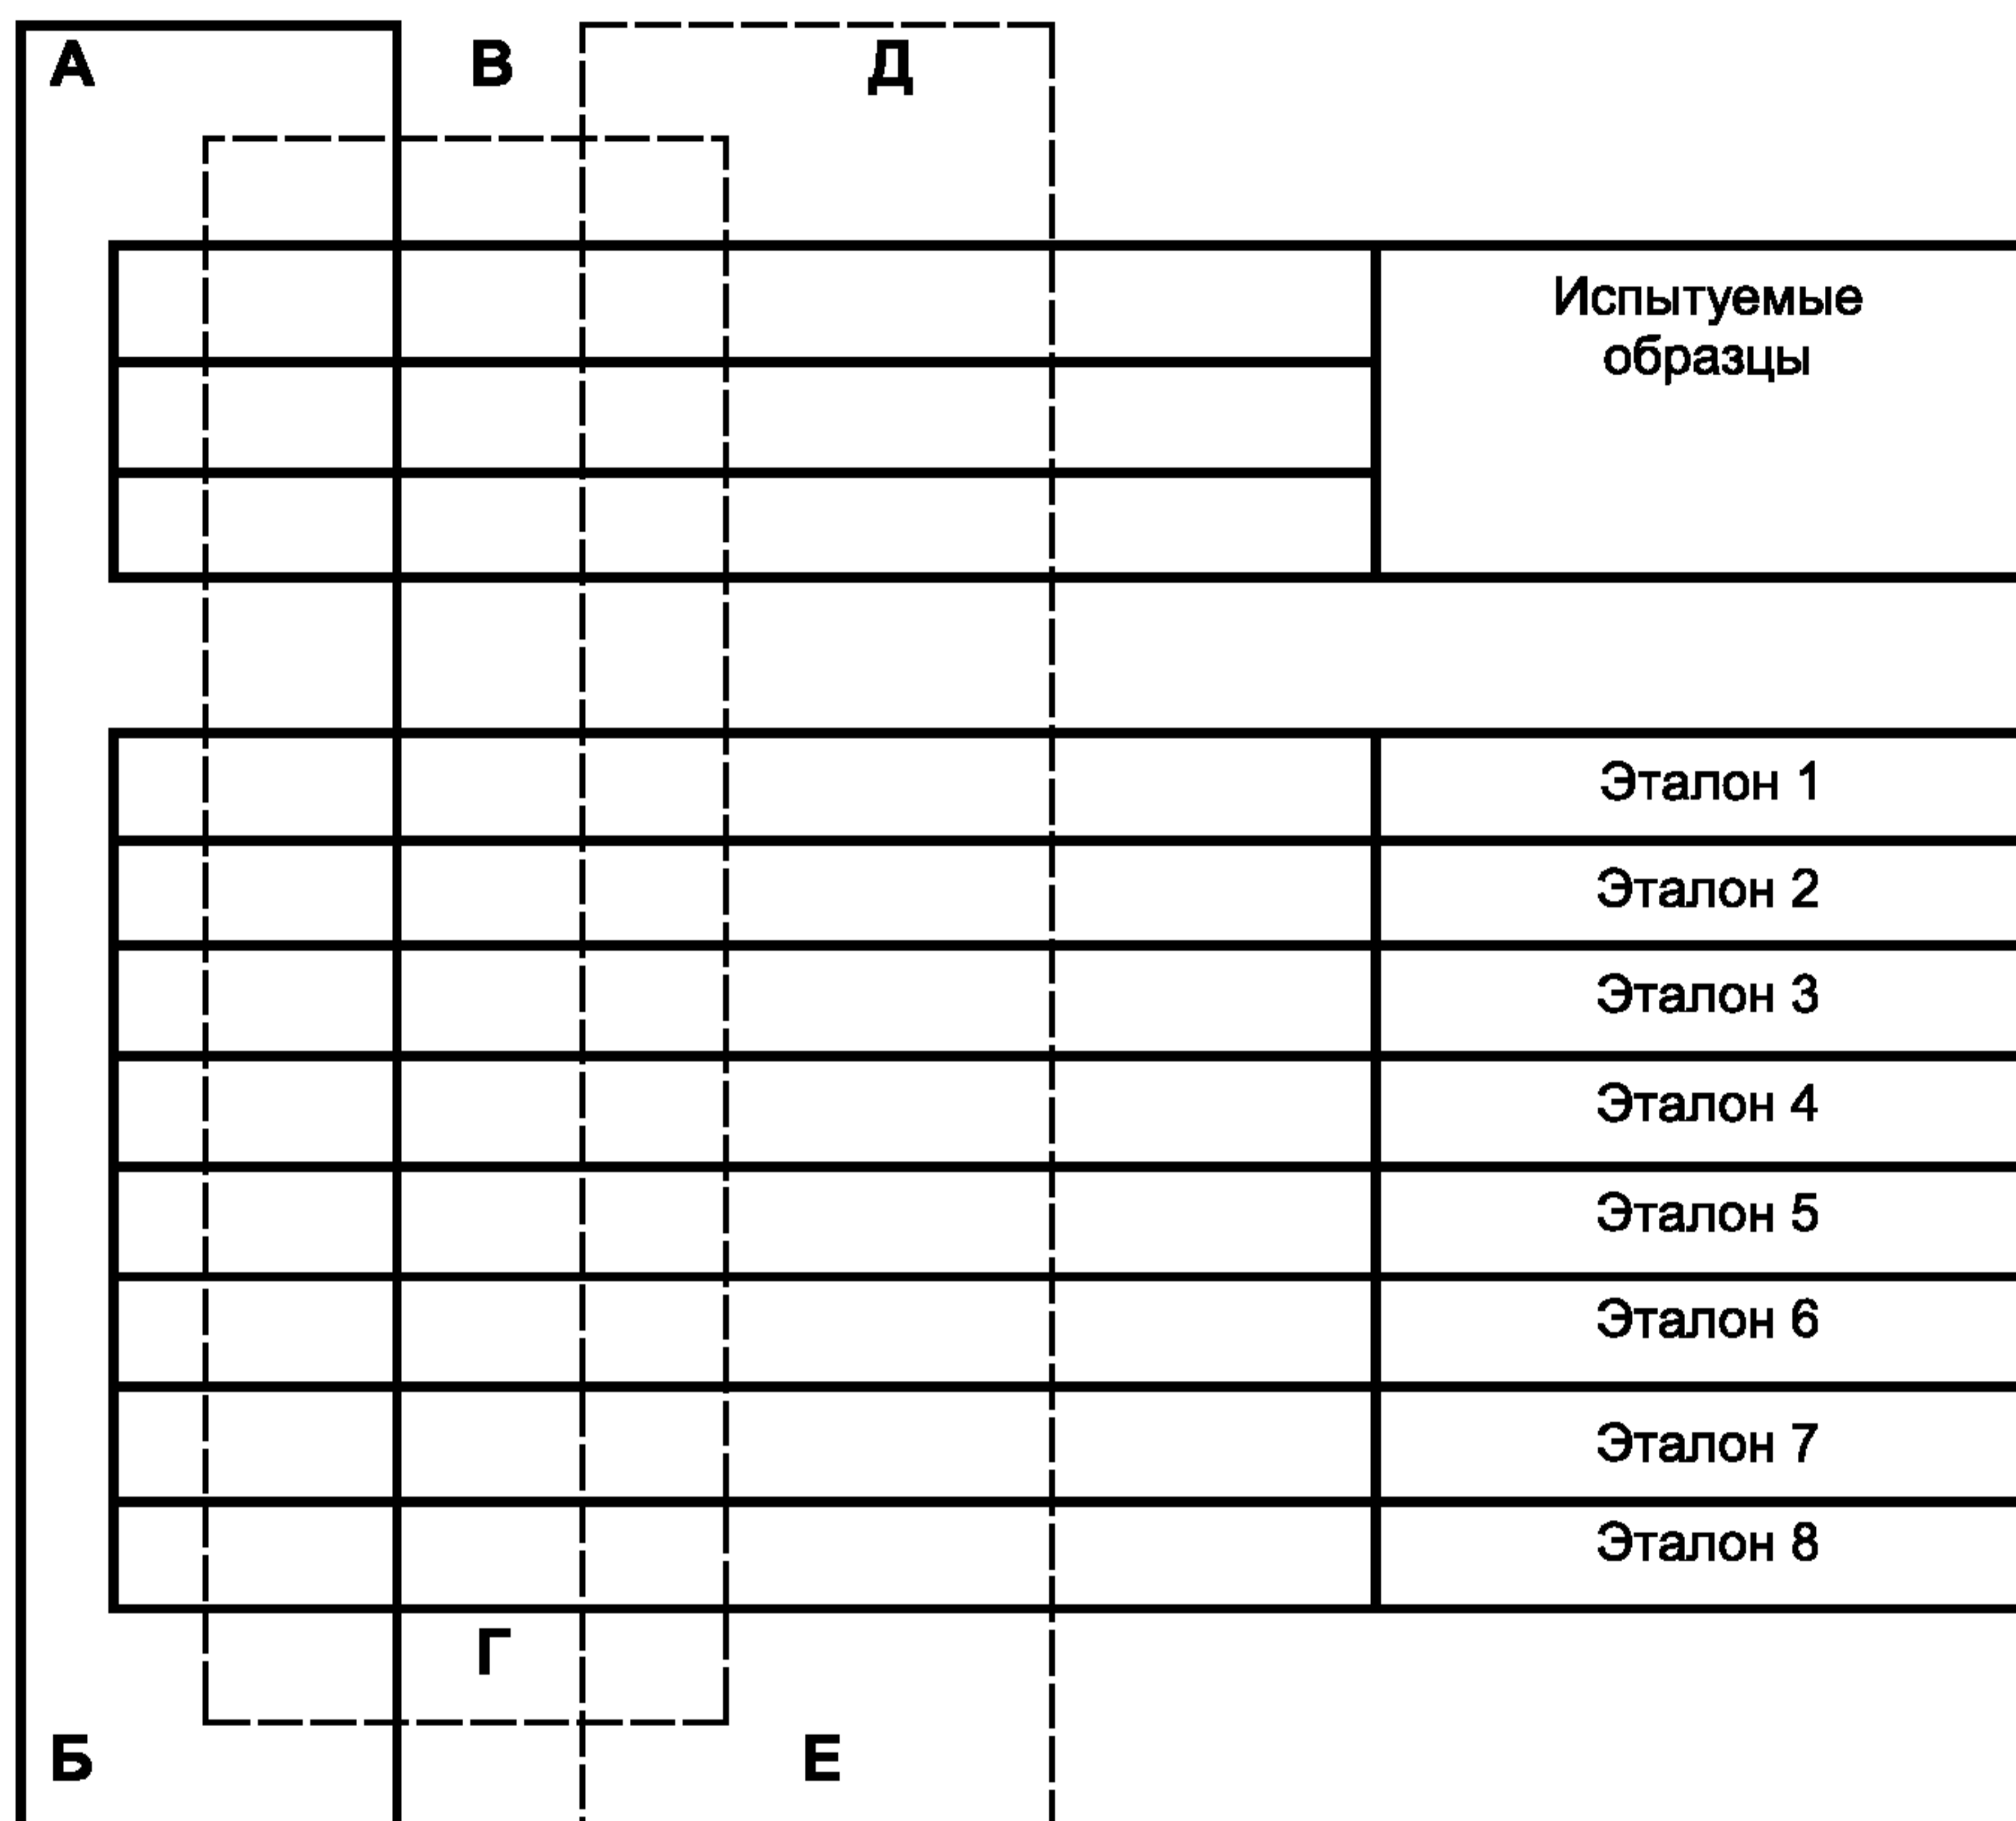 А
В
Д
Испытуемые
образцы
Эталон 1
Эталон 2
Эталон 3
Эталон 4
Эталон 5
Эталон 6
Эталон 7
Эталон 8
Г
Б
Е